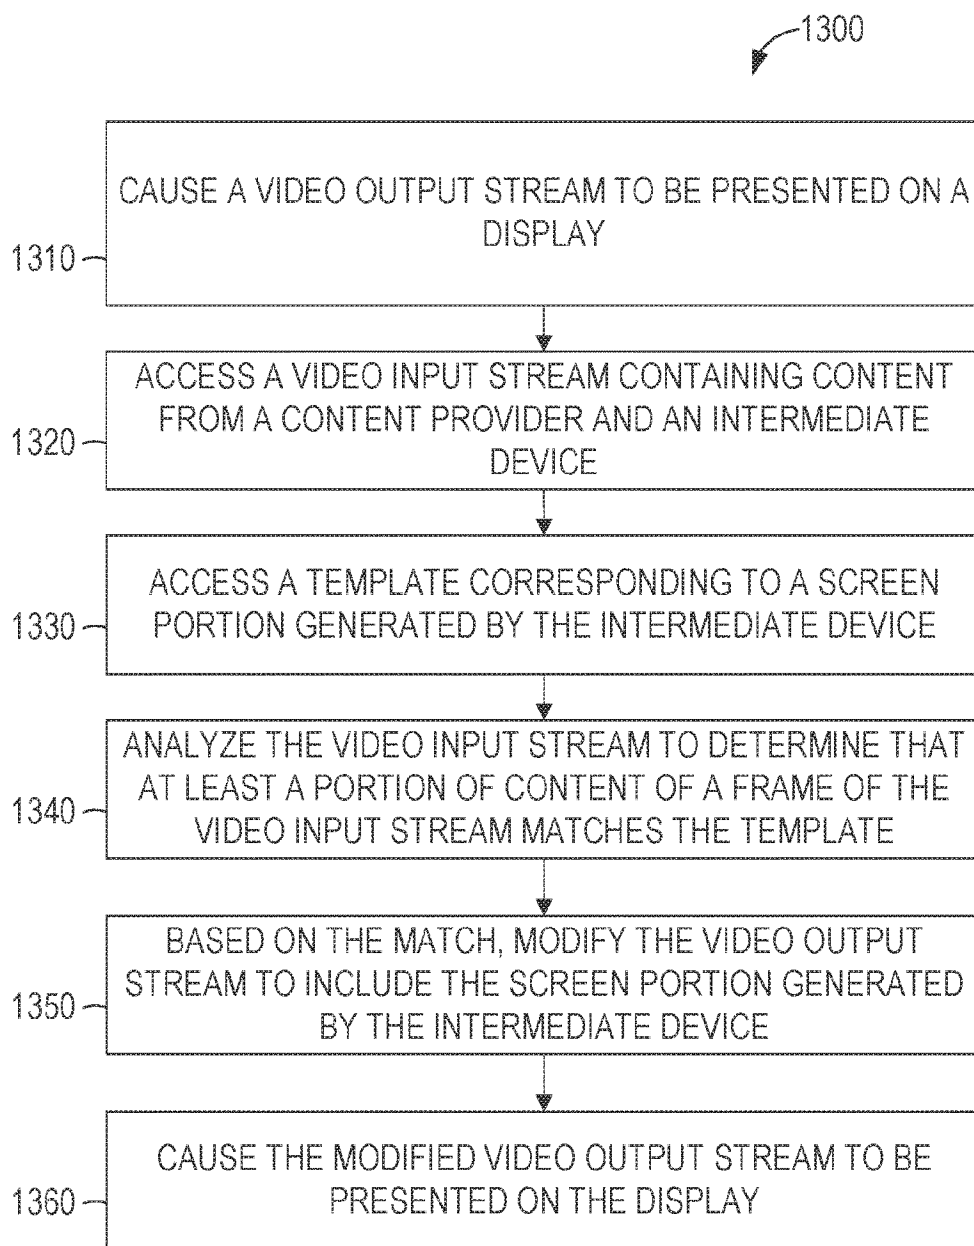 1300
CAUSE A VIDEO OUTPUT STREAM TO BE PRESENTED ON A
DISPLAY
1310
ACCESS A VIDEO INPUT STREAM CONTAINING CONTENT
FROM A CONTENT PROVIDER AND AN INTERMEDIATE
DEVICE
1320
ACCESS A TEMPLATE CORRESPONDING TO A SCREEN
PORTION GENERATED BY THE INTERMEDIATE DEVICE
1330
ANALYZE THE VIDEO INPUT STREAM TO DETERMINE THAT
AT LEAST A PORTION OF CONTENT OF A FRAME OF THE
VIDEO INPUT STREAM MATCHES THE TEMPLATE
1340
BASED ON THE MATCH, MODIFY THE VIDEO OUTPUT
STREAM TO INCLUDE THE SCREEN PORTION GENERATED
BY THE INTERMEDIATE DEVICE
1350
CAUSE THE MODIFIED VIDEO OUTPUT STREAM TO BE
PRESENTED ON THE DISPLAY
1360